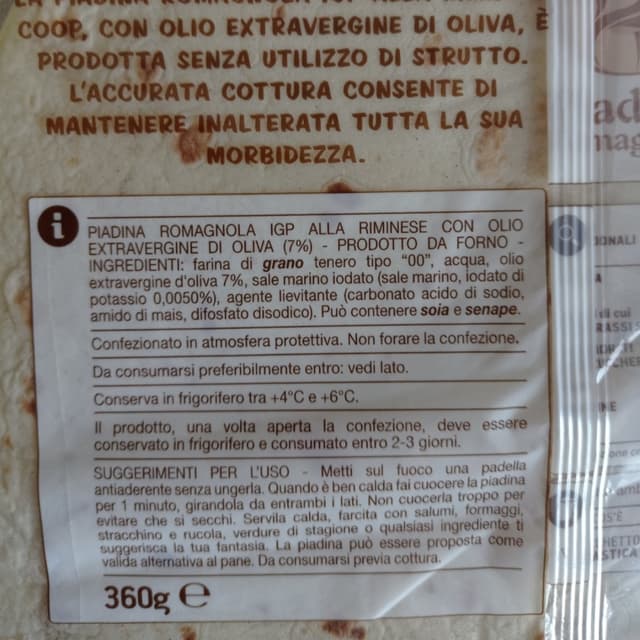 COOP, CON OLIO EXTRAVERGINE DI OLIVA, È
PRODOTTA SENZA UTILIZZO DI STRUTTO.
L'ACCURATA COTTURA CONSENTE DI
MANTENERE INALTERATA TUTTA LA SUA
MORBIDEZZA.
i
PIADINA ROMAGNOLA IGP ALLA RIMINESE CON OLIO
EXTRAVERGINE DI OLIVA (7%) - PRODOTTO DA FORNO -
INGREDIENTI: farina di grano tenero tipo “00”, acqua, olio
extravergine d'oliva 7%, sale marino iodato (sale marino, iodato di
potassio 0,0050%), agente lievitante (carbonato acido di sodio,
amido di mais, difosfato disodico). Può contenere soia e senape.
Confezionato in atmosfera protettiva. Non forare la confezione.
Da consumarsi preferibilmente entro: vedi lato.
Conserva in frigorifero tra +4°C e +6°C.
Il prodotto, una volta aperta la confezione, deve essere
conservato in frigorifero e consumato entro 2-3 giorni.
SUGGERIMENTI PER L'USO - Metti sul fuoco una padella
antiaderente senza ungerla. Quando è ben calda fai cuocere la piadina
per 1 minuto, girandola da entrambi i lati. Non cuocerla troppo per
evitare che si secchi. Servila calda, farcita con salumi, formaggi,
stracchino e rucola, verdure di stagione o qualsiasi ingrediente ti
suggerisca la tua fantasia. La piadina può essere proposta come
valida alternativa al pane. Da consumarsi previa cottura.
360g ℮